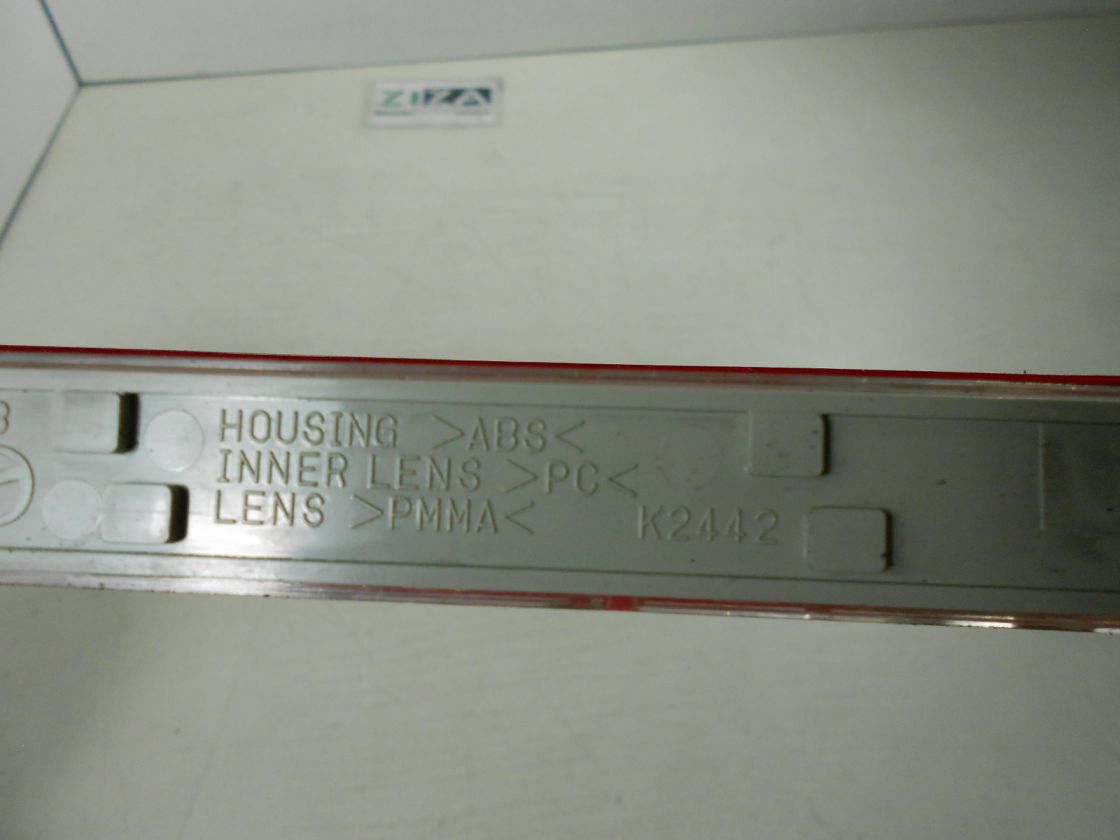 ZIZA
HOUSING >ABS<
INNER LENS >PC<
LENS >PMMA<
K2442